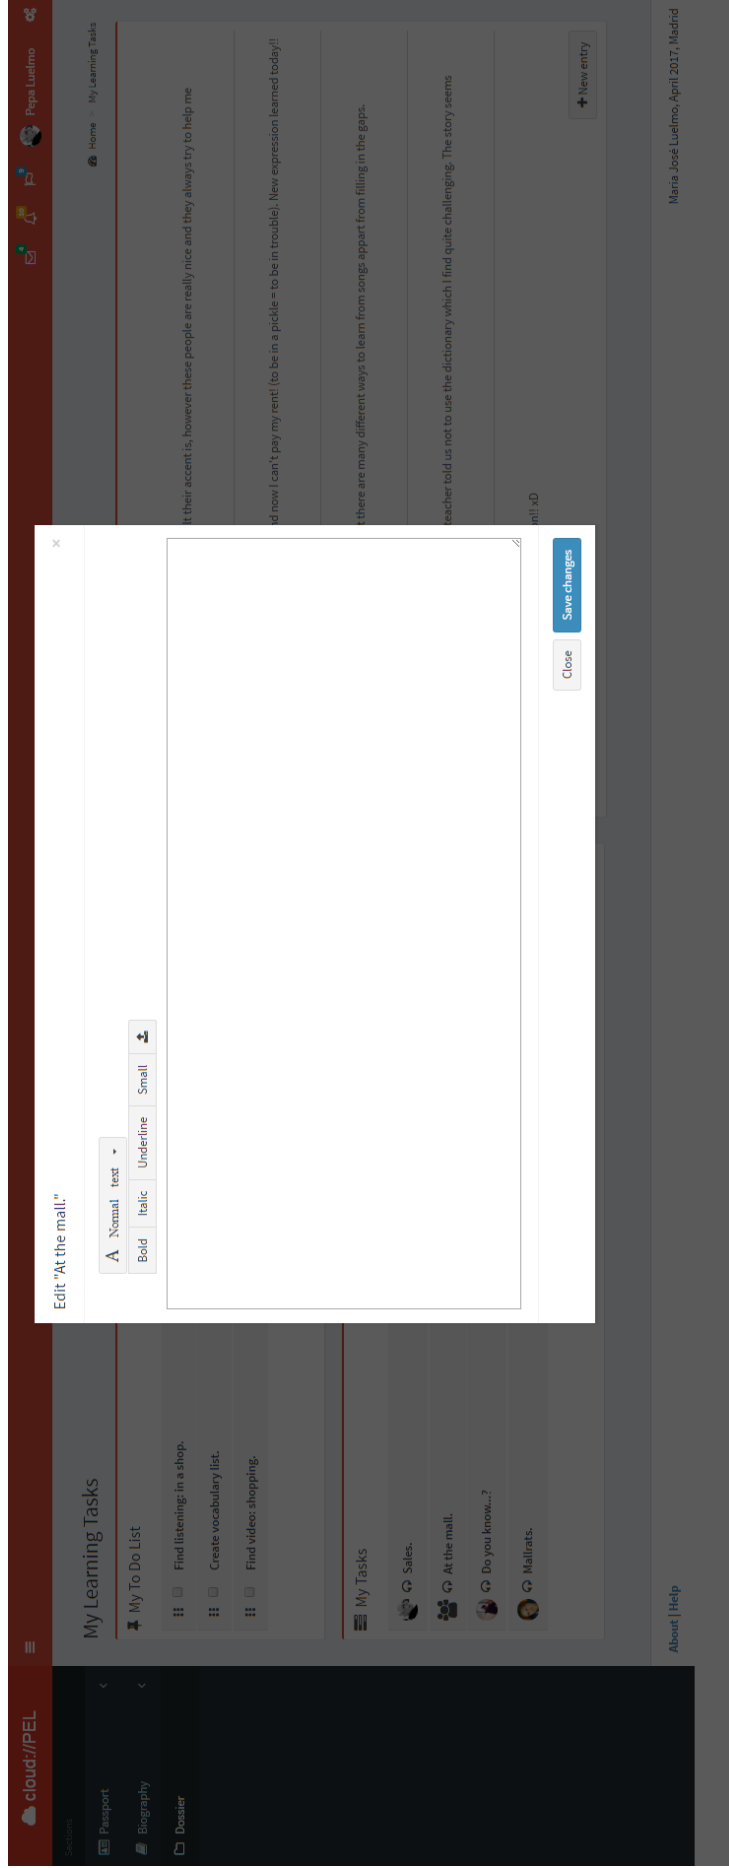 cloud://PEL
4
10
9
Pepa Luelmo
Sections
Passport
Biography
Dossier
My Learning Tasks
Home > My Learning Tasks
My To Do List
Find listening: in a shop.
Create vocabulary list.
Find video: shopping.
My Tasks
Sales.
At the mall.
Do you know...?
Mallrats.
lt their accent is, however these people are really nice and they always try to help me
nd now I can't pay my rent! (to be in a pickle = to be in trouble). New expression learned today!!
t there are many different ways to learn from songs appart from filling in the gaps.
teacher told us not to use the dictionary which I find quite challenging. The story seems
on!! xD
+ New entry
Edit "At the mall."
×
A Normal text
Bold Italic Underline Small
Close Save changes
About | Help
María José Luelmo, April 2017, Madrid